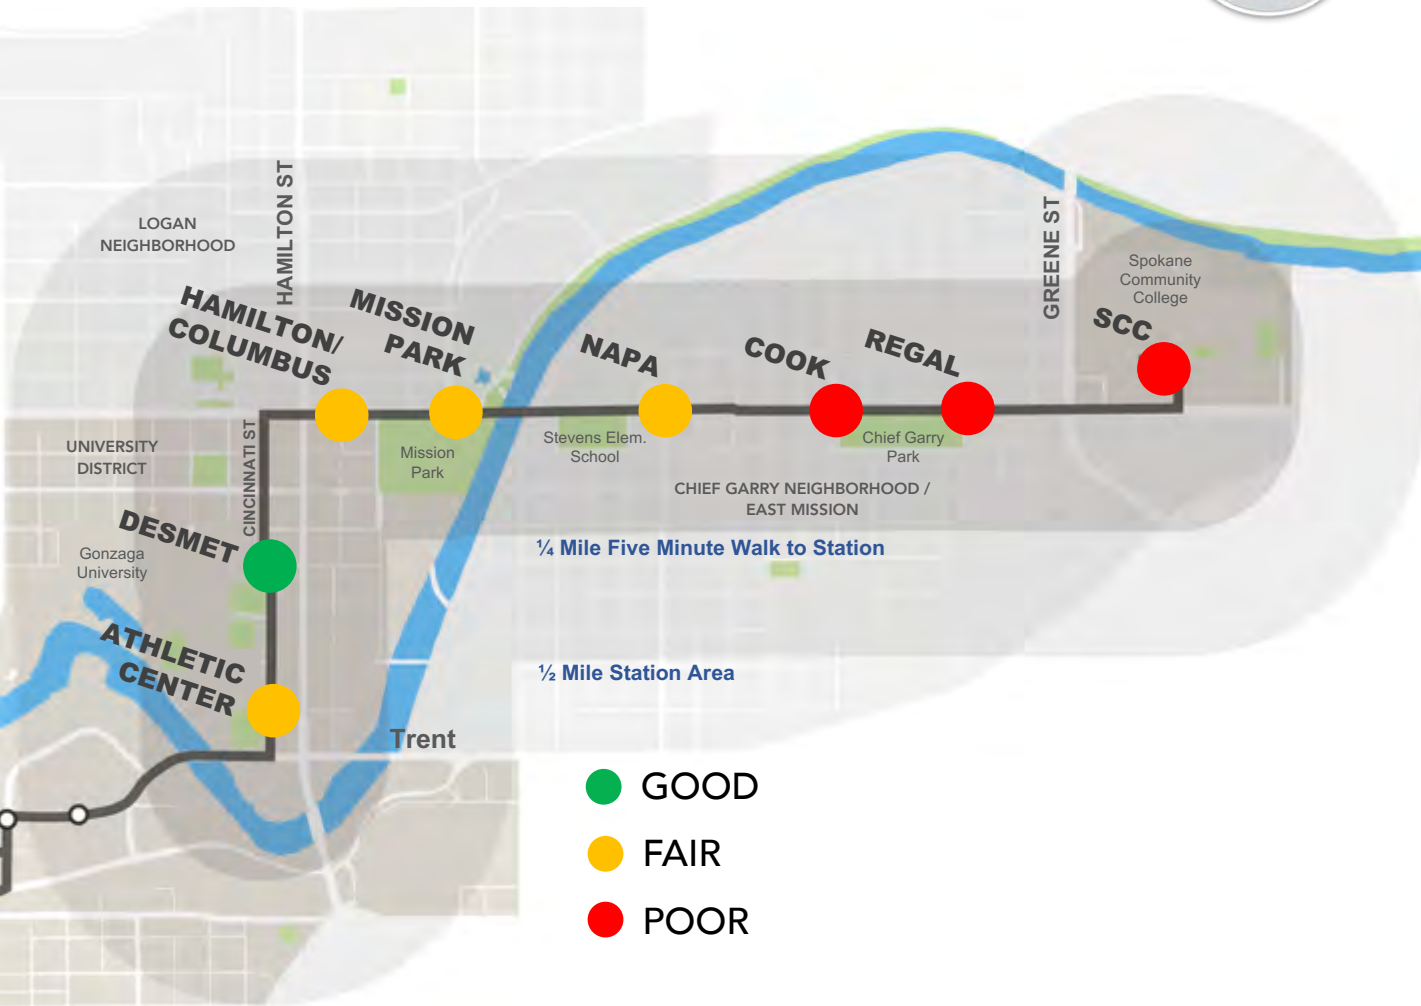 LOGAN
NEIGHBORHOOD
HAMILTON ST
HAMILTON/
COLUMBUS
MISSION
PARK
NAPA
COOK
REGAL
GREENE ST
Spokane
Community
College
SCC
UNIVERSITY
DISTRICT
CINCINNATI ST
Mission
Park
Stevens Elem.
School
Chief Garry
Park
CHIEF GARRY NEIGHBORHOOD /
EAST MISSION
DESMET
Gonzaga
University
¼ Mile Five Minute Walk to Station
ATHLETIC
CENTER
½ Mile Station Area
Trent
GOOD
FAIR
POOR